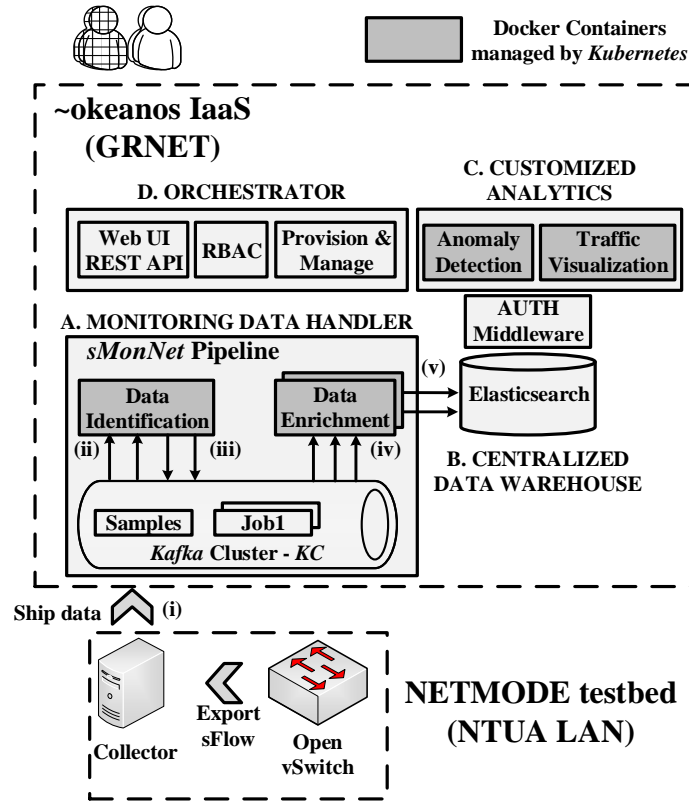 Docker Containers
managed by Kubernetes
~okeanos IaaS
(GRNET)
C. CUSTOMIZED
ANALYTICS
D. ORCHESTRATOR
Web UI
REST API
RBAC
Provision &
Manage
Anomaly
Detection
Traffic
Visualization
AUTH
Middleware
A. MONITORING DATA HANDLER
sMonNet Pipeline
(v)
Data
Identification
Data
Enrichment
Elasticsearch
(ii)
(iii)
(iv)
B. CENTRALIZED
DATA WAREHOUSE
Samples
Job1
Kafka Cluster - KC
Ship data
(i)
Export
sFlow
Collector
Open
vSwitch
NETMODE testbed
(NTUA LAN)